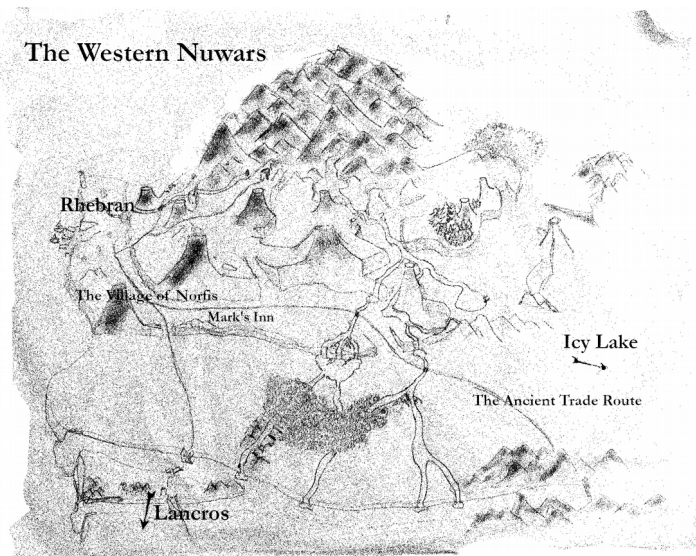 The Western Nuwars
Rhebran
The Village of Norfis
Mark's Inn
Icy Lake
The Ancient Trade Route
Lancros